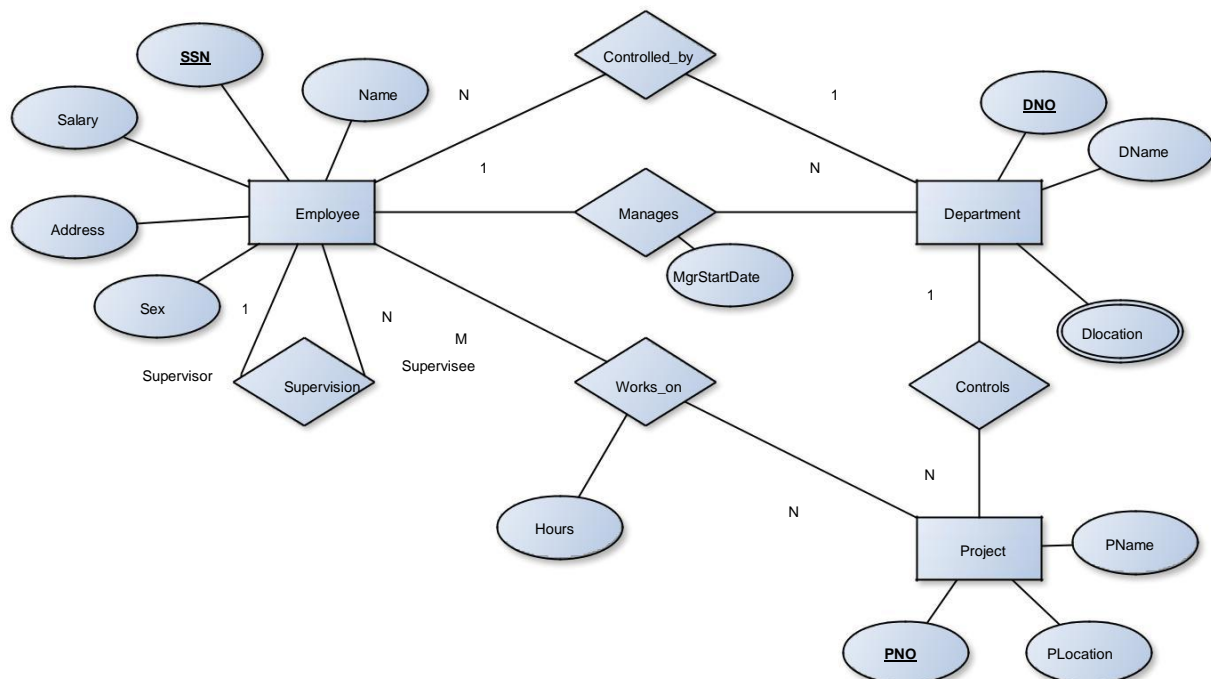 SSN
Controlled_by
Name
N
1
DNO
Salary
DName
1
N
Employee
Manages
Department
Address
MgrStartDate
Sex
1
N
1
Dlocation
M
Supervisor
Supervisee
Supervision
Works_on
Controls
N
N
Hours
Project
PName
PNO
PLocation